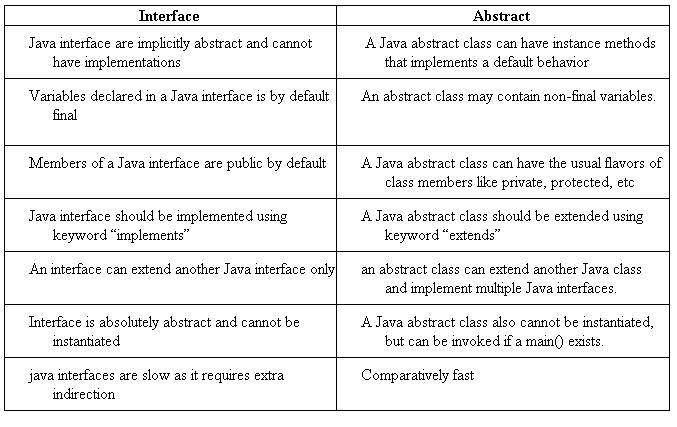 Interface Abstract
Java interface are implicitly abstract and cannot
have implementations
A Java abstract class can have instance methods
that implements a default behavior
Variables declared in a Java interface is by default
final
An abstract class may contain non-final variables.
Members of a Java interface are public by default
A Java abstract class can have the usual flavors of
class members like private, protected, etc
Java interface should be implemented using
keyword “implements”
A Java abstract class should be extended using
keyword “extends”
An interface can extend another Java interface only
an abstract class can extend another Java class
and implement multiple Java interfaces.
Interface is absolutely abstract and cannot be
instantiated
A Java abstract class also cannot be instantiated,
but can be invoked if a main() exists.
java interfaces are slow as it requires extra
indirection
Comparatively fast